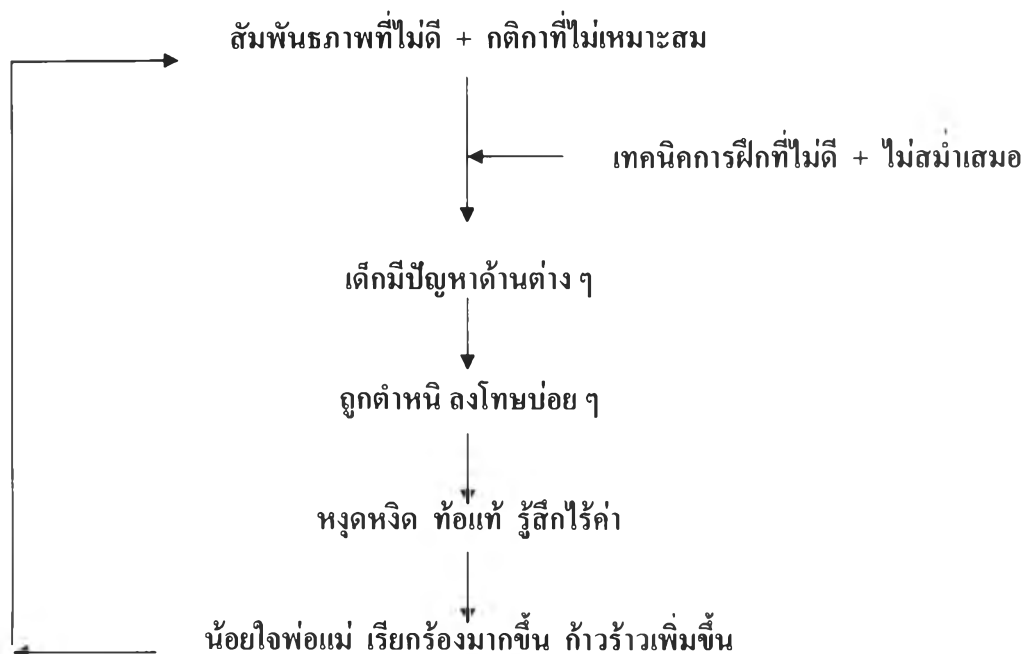 สัมพันธภาพที่ไม่ดี + กติกาที่ไม่เหมาะสม
เทคนิคการฝึกที่ไม่ดี + ไม่สม่ำเสมอ
เด็กมีปัญหาด้านต่าง ๆ
ถูกตำหนิ ลงโทษบ่อย ๆ
หงุดหงิด ท้อแท้ รู้สึกไร้ค่า
น้อยใจพ่อแม่ เรียกร้องมากขึ้น ก้าวร้าวเพิ่มขึ้น